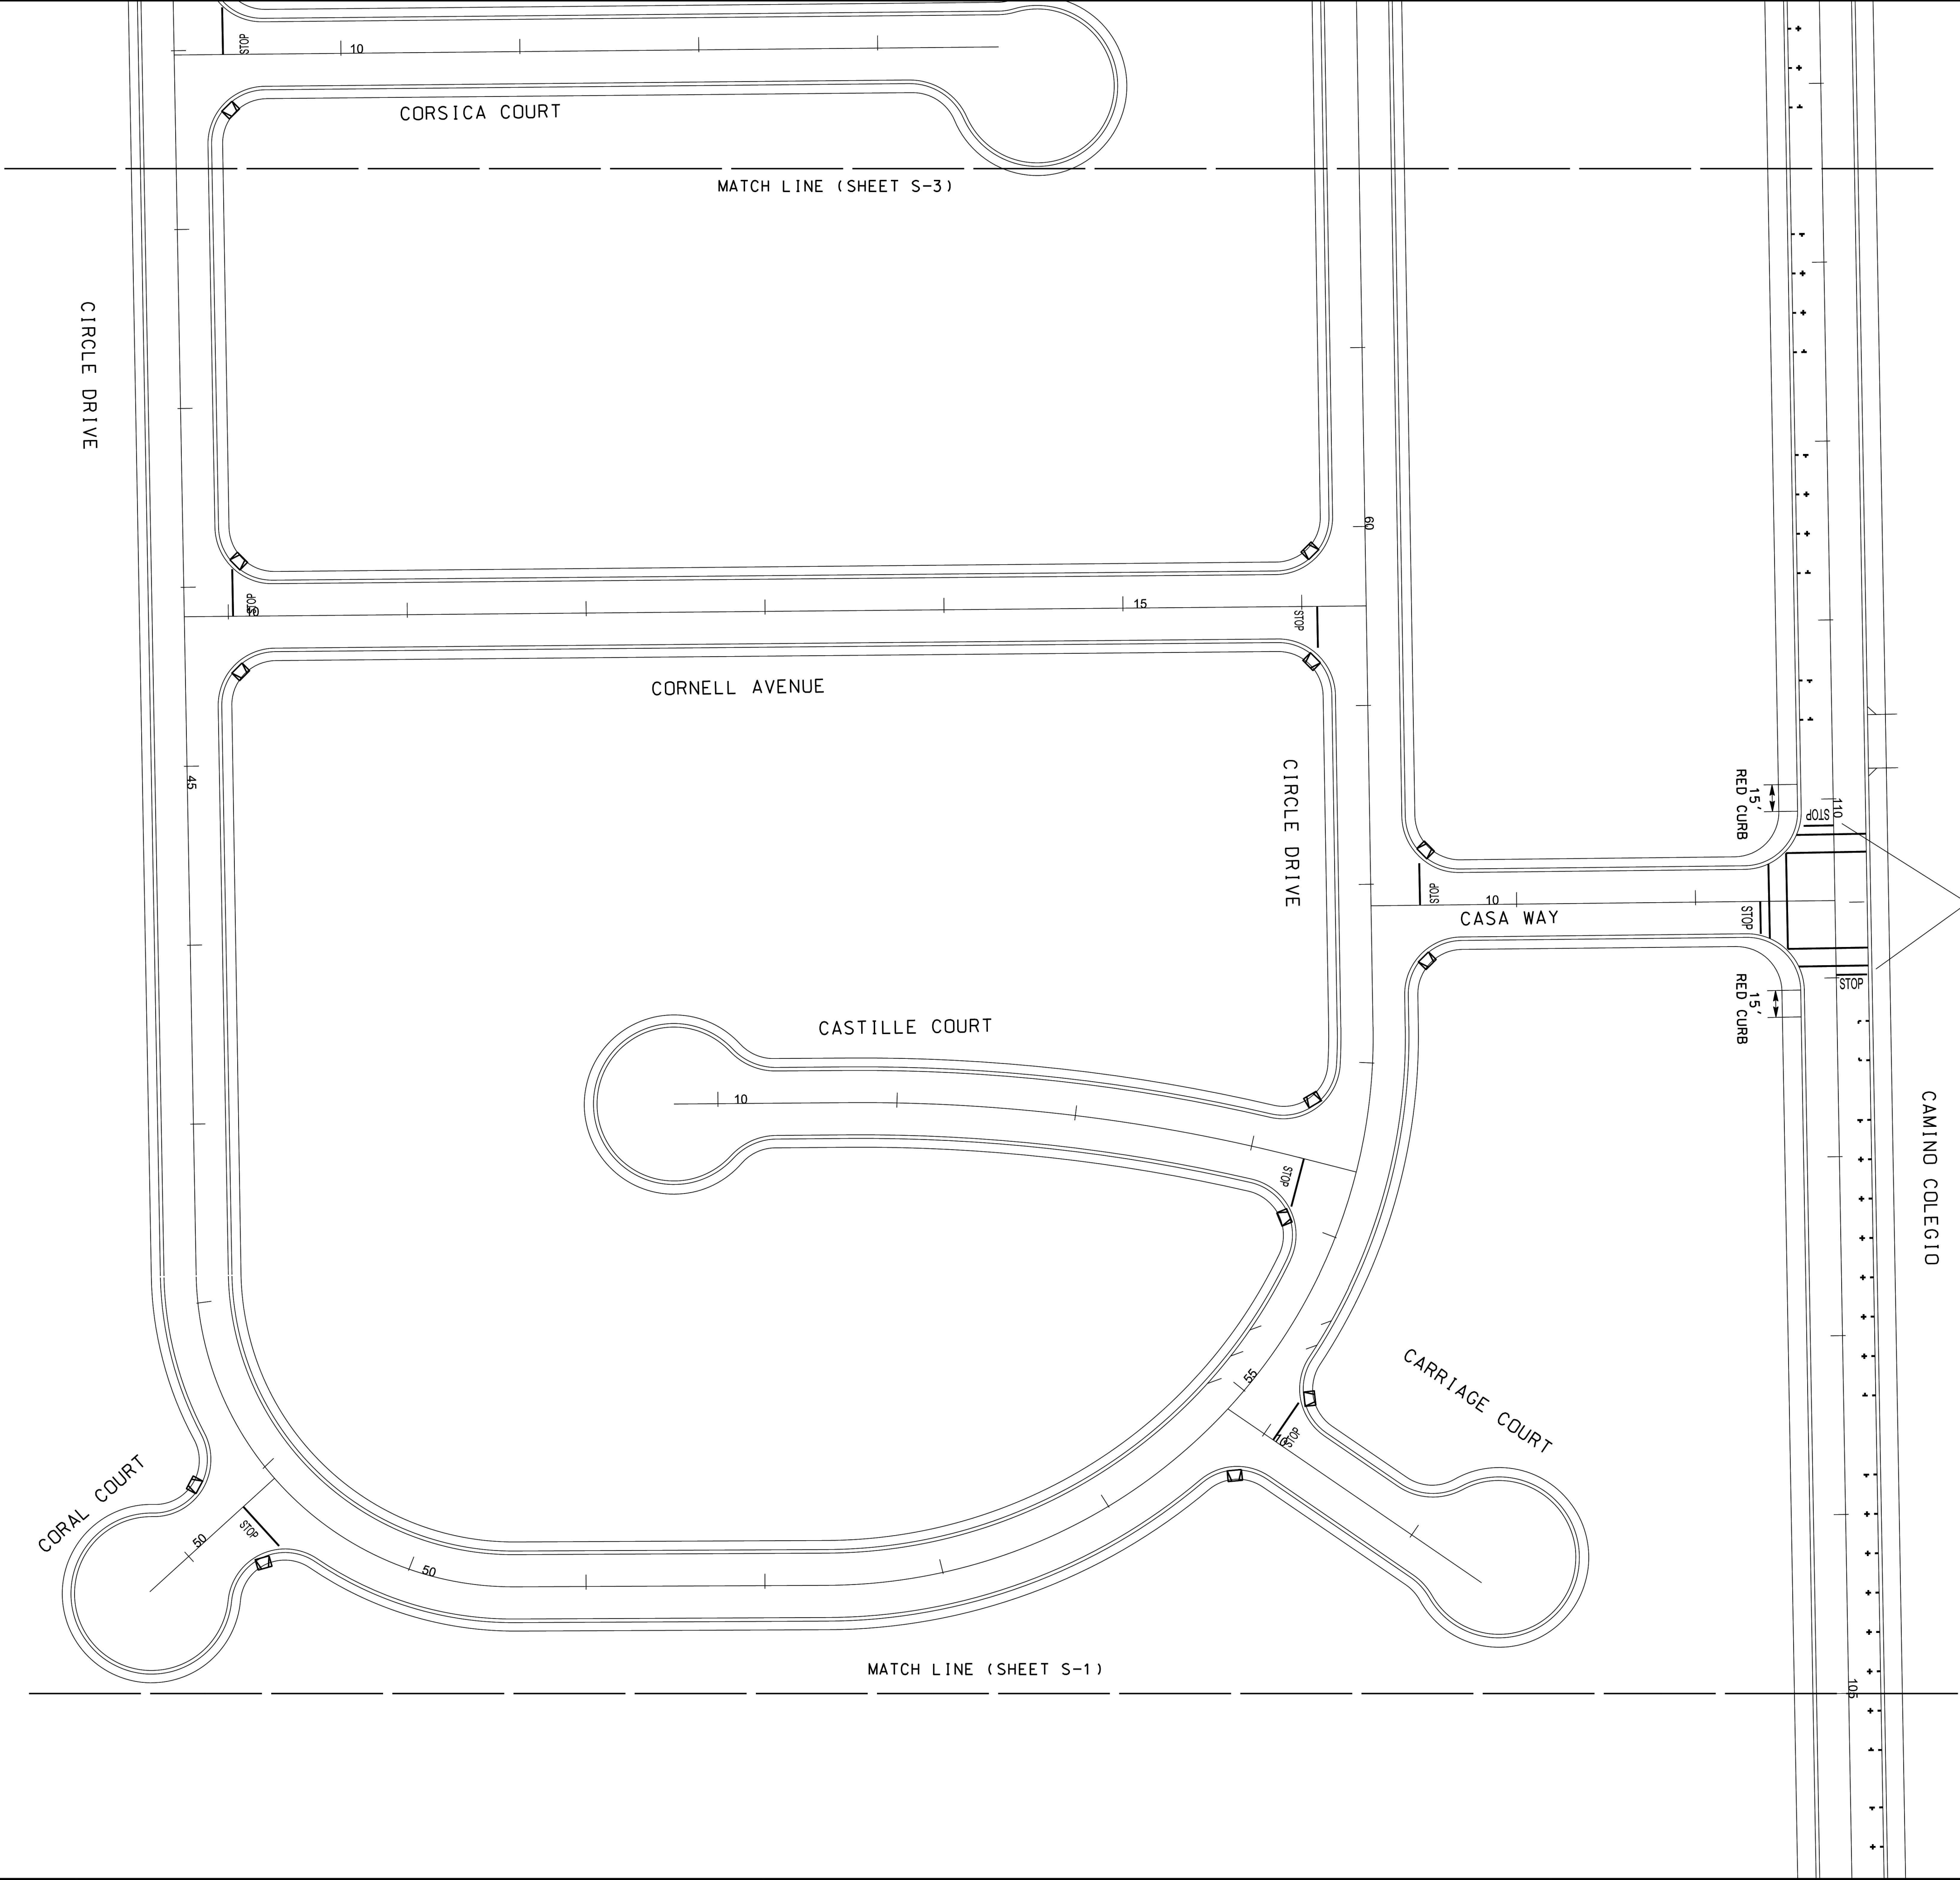 STOP
10
CORSICA COURT
MATCH LINE (SHEET S-3)
CIRCLE DRIVE
60
STOP
15
STOP
CORNELL AVENUE
45
CIRCLE DRIVE
15'
RED CURB
110
STOP
STOP
10
CASA WAY
STOP
STOP
15'
RED CURB
CASTILLE COURT
10
CAMINO COLEGIO
STOP
55
CARRIAGE COURT
10
STOP
CORAL COURT
STOP
50
50
MATCH LINE (SHEET S-1)
105